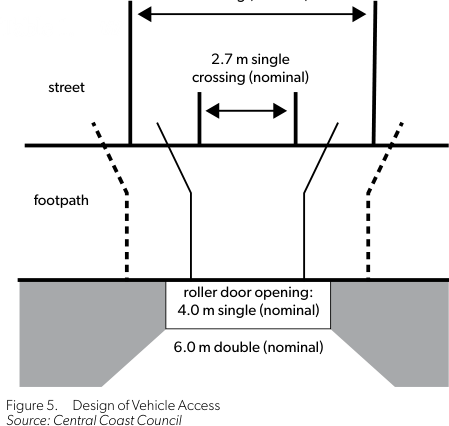 2.7 m single
crossing (nominal)
street
footpath
roller door opening:
4.0 m single (nominal)
6.0 m double (nominal)
Figure 5. Design of Vehicle Access
Source: Central Coast Council